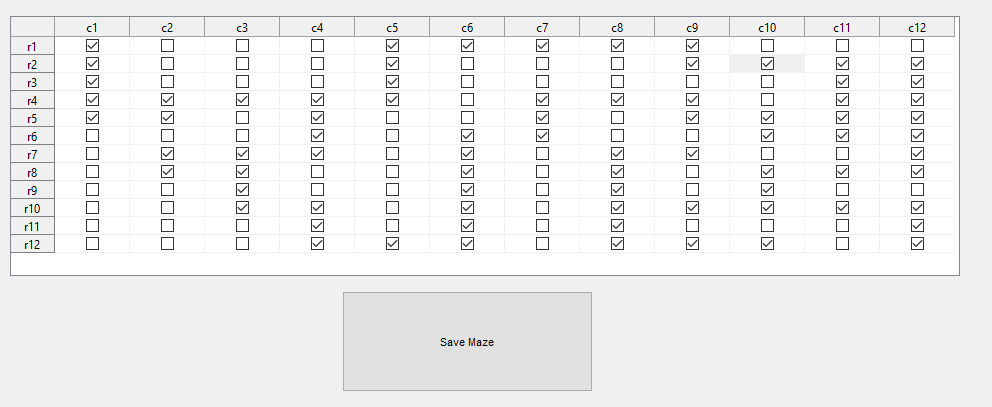 c1 c2 c3 c4 c5 c6 c7 c8 c9 c10 c11 c12
r1
r2
r3
r4
r5
r6
r7
r8
r9
r10
r11
r12
Save Maze